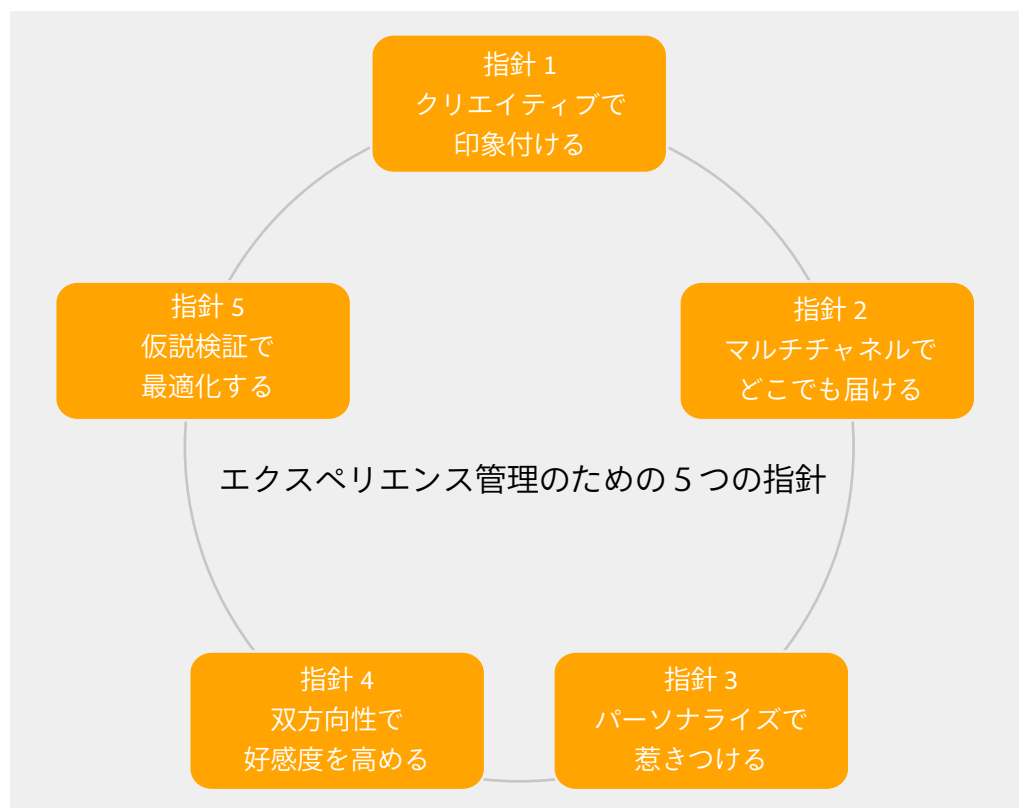 指針 1
クリエイティブで
印象付ける
指針 2
マルチチャネルで
どこでも届ける
指針 3
パーソナライズで
惹きつける
指針 4
双方向性で
好感度を高める
指針 5
仮説検証で
最適化する
エクスペリエンス管理のための 5 つの指針